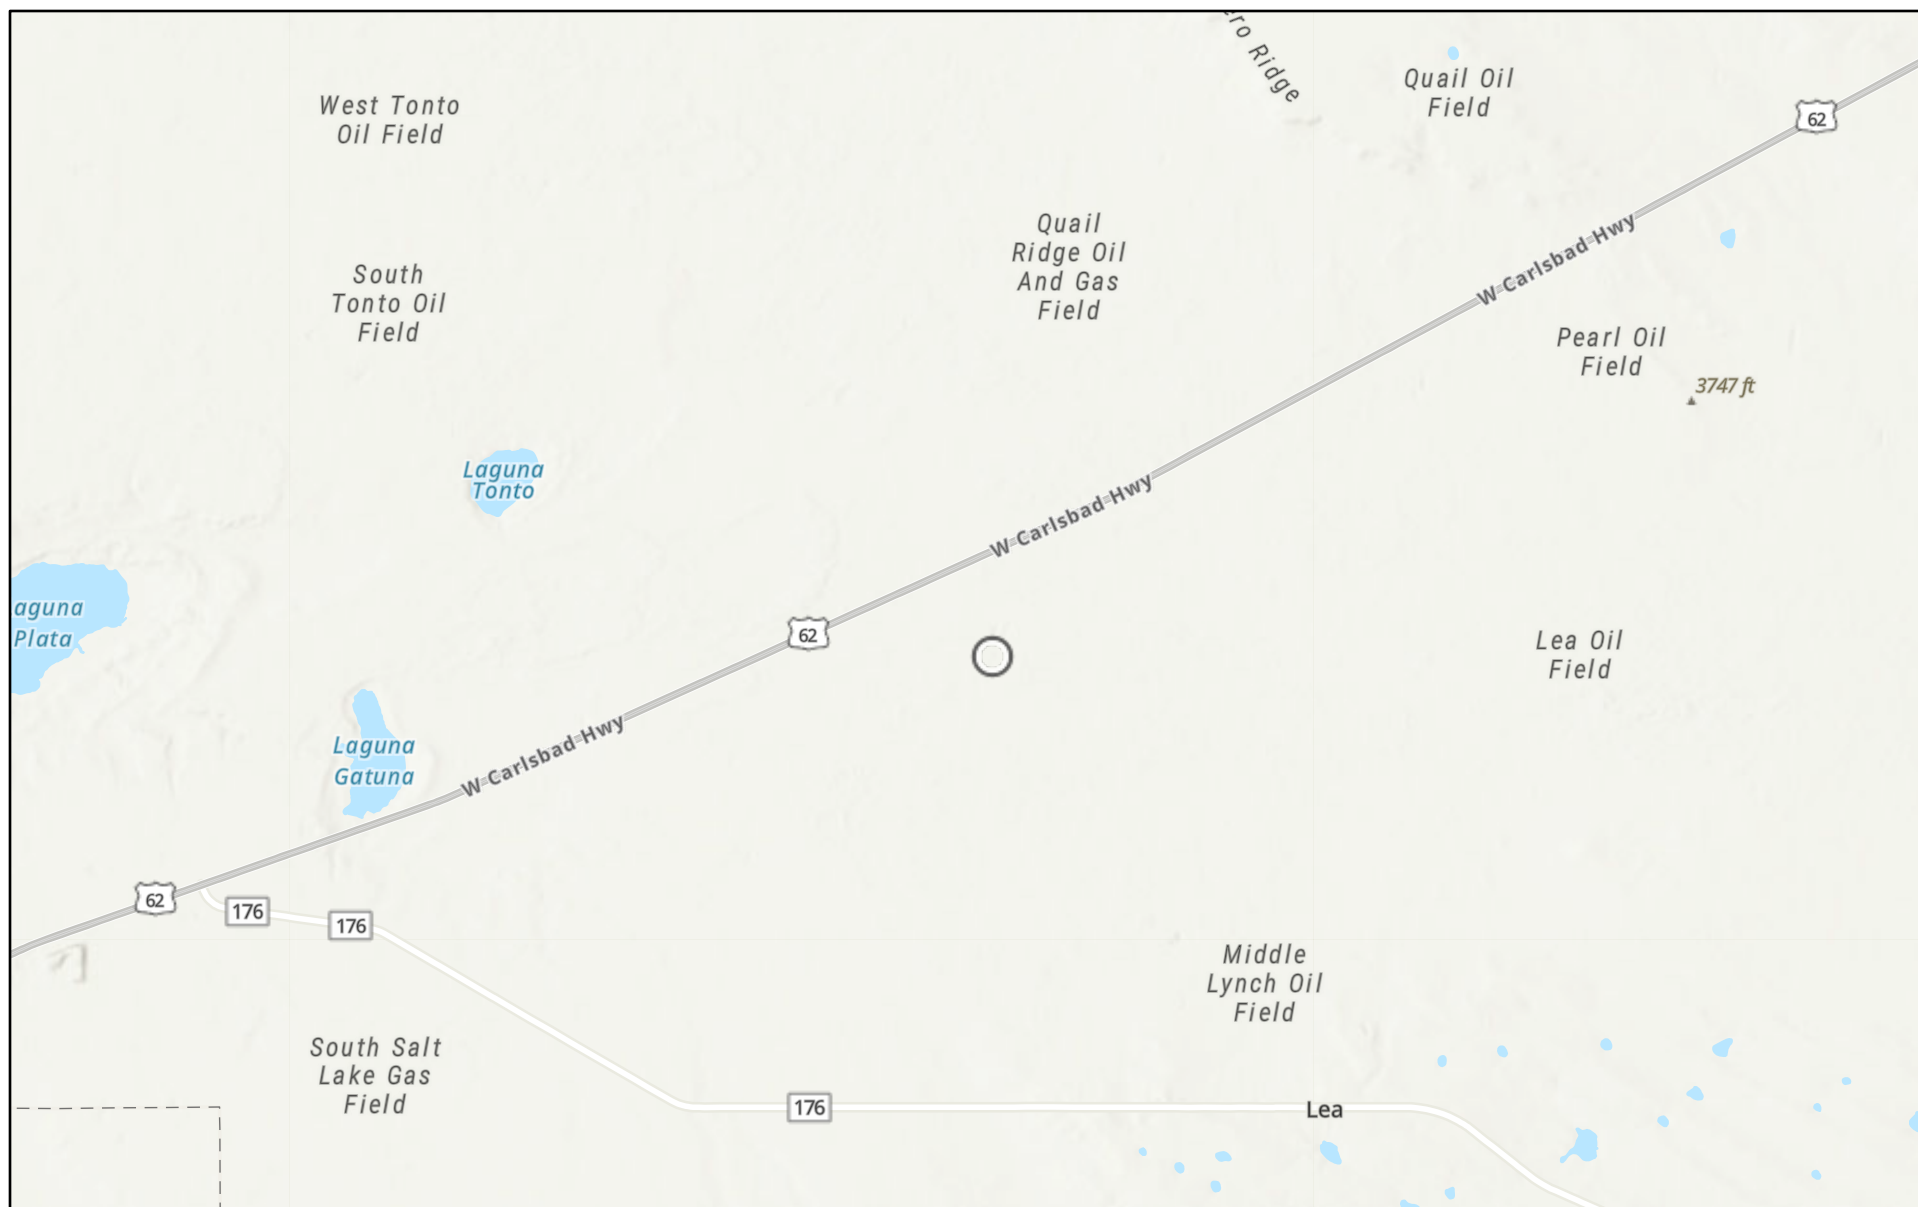 ero Ridge
Quail Oil
Field
62
West Tonto
Oil Field
Quail
Ridge Oil
And Gas
Field
W Carlsbad Hwy
South
Tonto Oil
Field
Pearl Oil
Field
3747 ft
Laguna
Tonto
W Carlsbad Hwy
aguna
Plata
62
Lea Oil
Field
W Carlsbad Hwy
Laguna
Gatuna
62
176
176
Middle
Lynch Oil
Field
South Salt
Lake Gas
Field
176
Lea